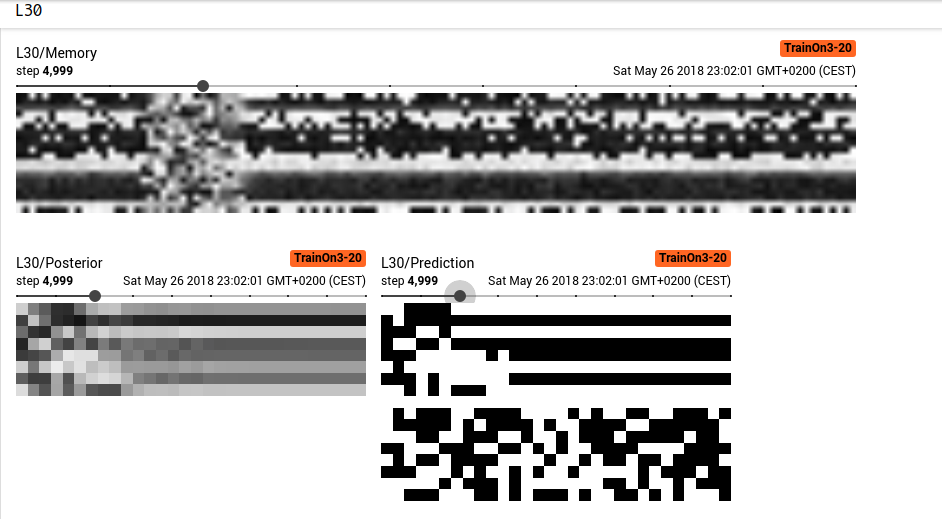 L30
L30/Memory
TrainOn3-20
step 4,999
Sat May 26 2018 23:02:01 GMT+0200 (CEST)
L30/Posterior
TrainOn3-20
step 4,999
Sat May 26 2018 23:02:01 GMT+0200 (CEST)
L30/Prediction
TrainOn3-20
step 4,999
Sat May 26 2018 23:02:01 GMT+0200 (CEST)